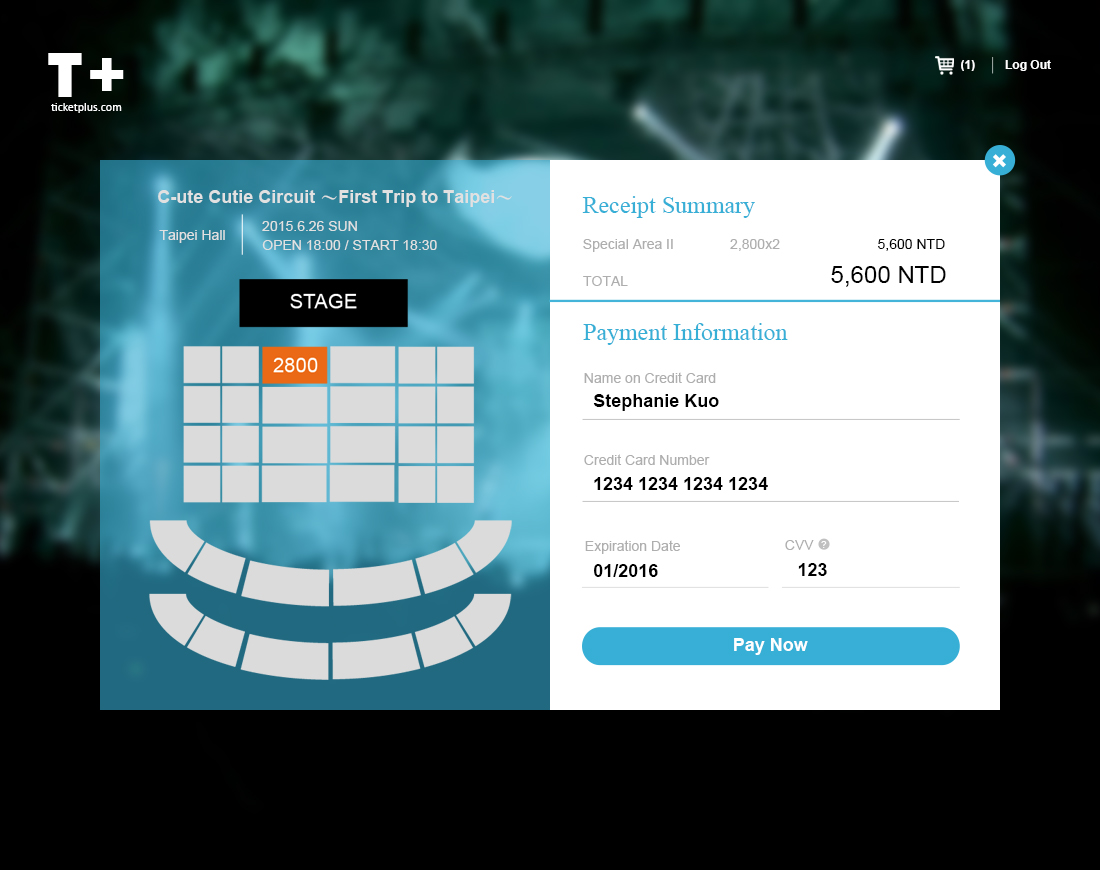 T+
ticketplus.com
(1)
Log Out
C-ute Cutie Circuit ～First Trip to Taipei～
Taipei Hall
2015.6.26 SUN
OPEN 18:00 / START 18:30
STAGE
2800
Receipt Summary
Special Area II 2,800x2 5,600 NTD
TOTAL 5,600 NTD
Payment Information
Name on Credit Card
Stephanie Kuo
Credit Card Number
1234 1234 1234 1234
Expiration Date CVV ?
01/2016 123
Pay Now